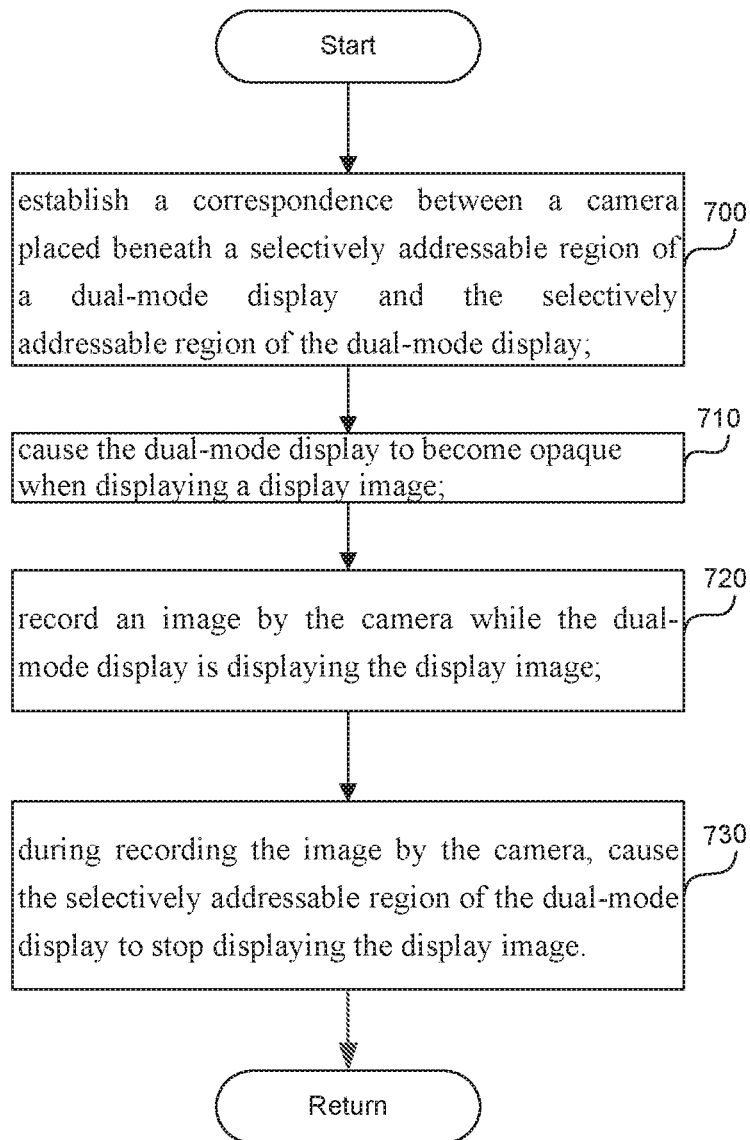 Start
establish a correspondence between a camera
placed beneath a selectively addressable region of
a dual-mode display and the selectively
addressable region of the dual-mode display;
700
cause the dual-mode display to become opaque
when displaying a display image;
710
record an image by the camera while the dual-
mode display is displaying the display image;
720
during recording the image by the camera, cause
the selectively addressable region of the dual-mode
display to stop displaying the display image.
730
Return